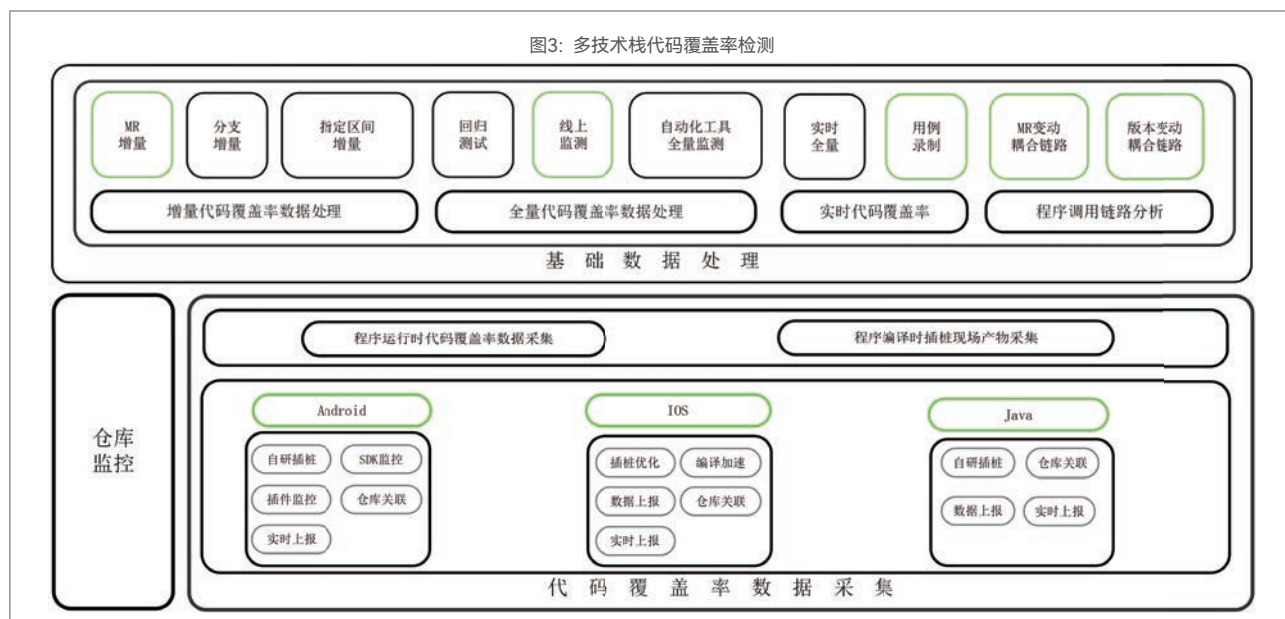 图3: 多技术栈代码覆盖率检测
MR
增量
分支
增量
指定区间
增量
回归
测试
线上
监测
自动化工具
全量监测
实时
全量
用例
录制
MR变动
耦合链路
版本变动
耦合链路
增量代码覆盖率数据处理
全量代码覆盖率数据处理
实时代码覆盖率
程序调用链路分析
基础数据处理
仓库
监控
程序运行时代码覆盖率数据采集
程序编译时插桩现场产物采集
Android
自研插桩
SDK监控
插件监控
仓库关联
实时上报
IOS
插桩优化
编译加速
数据上报
仓库关联
实时上报
Java
自研插桩
仓库关联
数据上报
实时上报
代码覆盖率数据采集